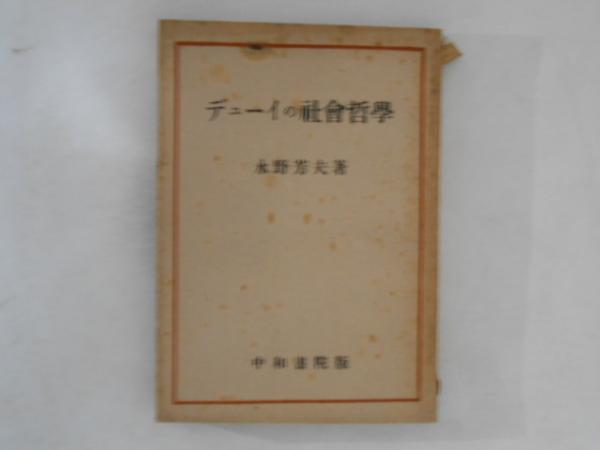 デューイの社會哲學
永野芳夫著
中和書院版